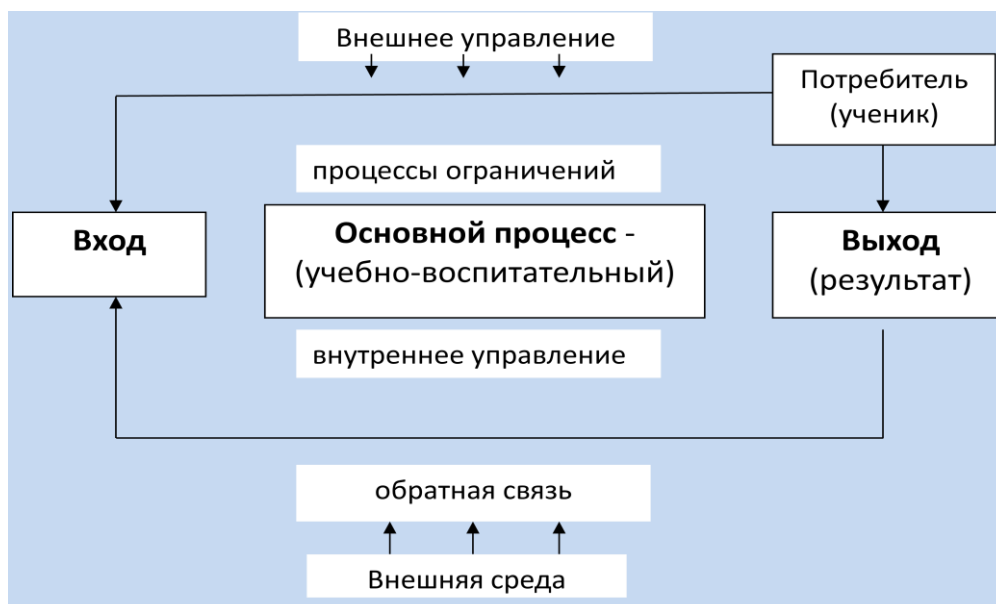 Внешнее управление
Потребитель
(ученик)
процессы ограничений
Вход
Основной процесс -
(учебно-воспитательный)
Выход
(результат)
внутреннее управление
обратная связь
Внешняя среда